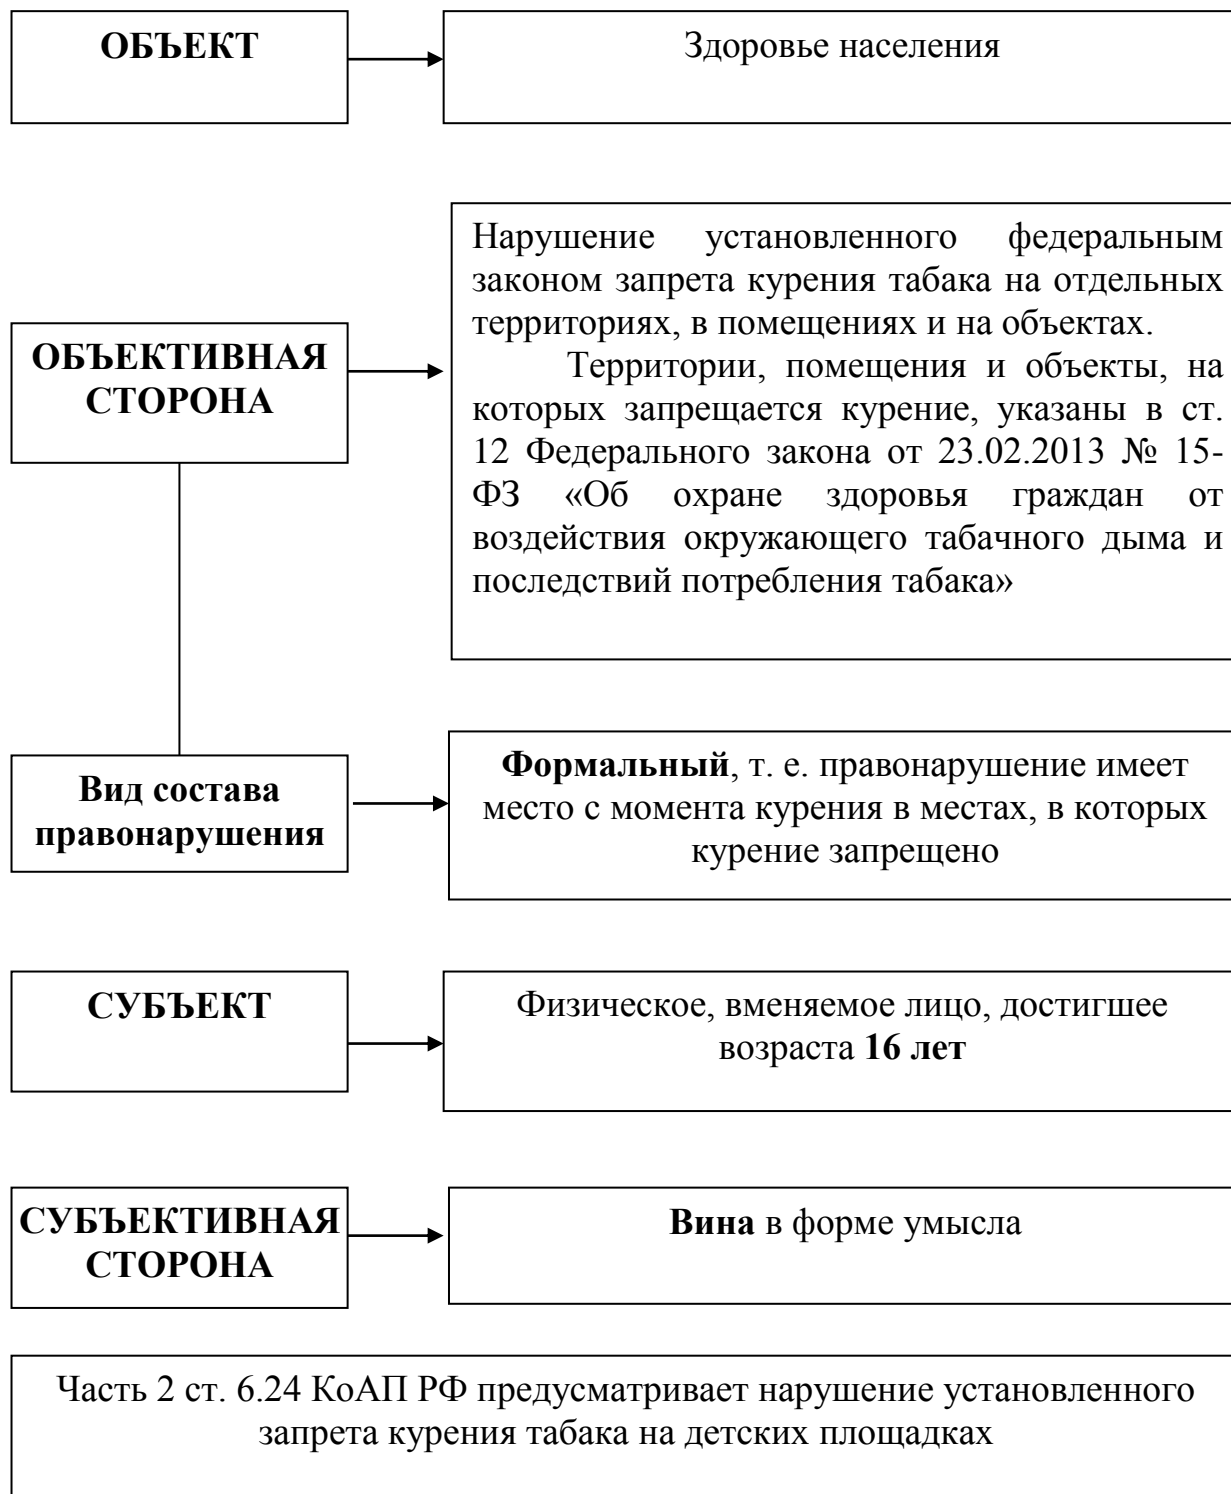 ОБЪЕКТ
Здоровье населения
ОБЪЕКТИВНАЯ
СТОРОНА
Нарушение установленного федеральным
законом запрета курения табака на отдельных
территориях, в помещениях и на объектах.
Территории, помещения и объекты, на
которых запрещается курение, указаны в ст.
12 Федерального закона от 23.02.2013 № 15-
ФЗ «Об охране здоровья граждан от
воздействия окружающего табачного дыма и
последствий потребления табака»
Вид состава
правонарушения
Формальный, т. е. правонарушение имеет
место с момента курения в местах, в которых
курение запрещено
СУБЪЕКТ
Физическое, вменяемое лицо, достигшее
возраста 16 лет
СУБЪЕКТИВНАЯ
СТОРОНА
Вина в форме умысла
Часть 2 ст. 6.24 КоАП РФ предусматривает нарушение установленного
запрета курения табака на детских площадках